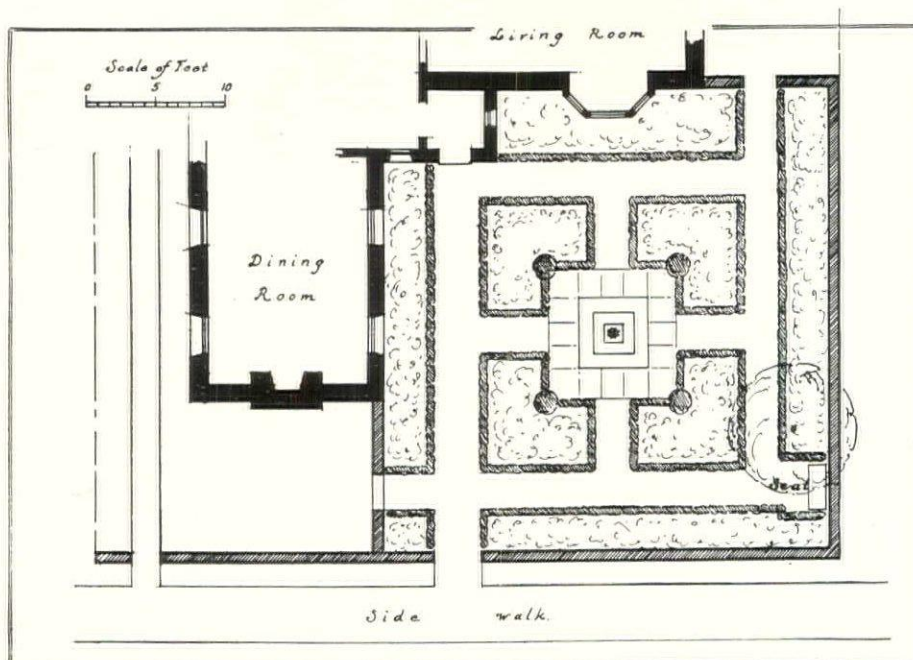 Living Room
Scale of Feet
0 5 10
Dining
Room
Seat
Side walk.